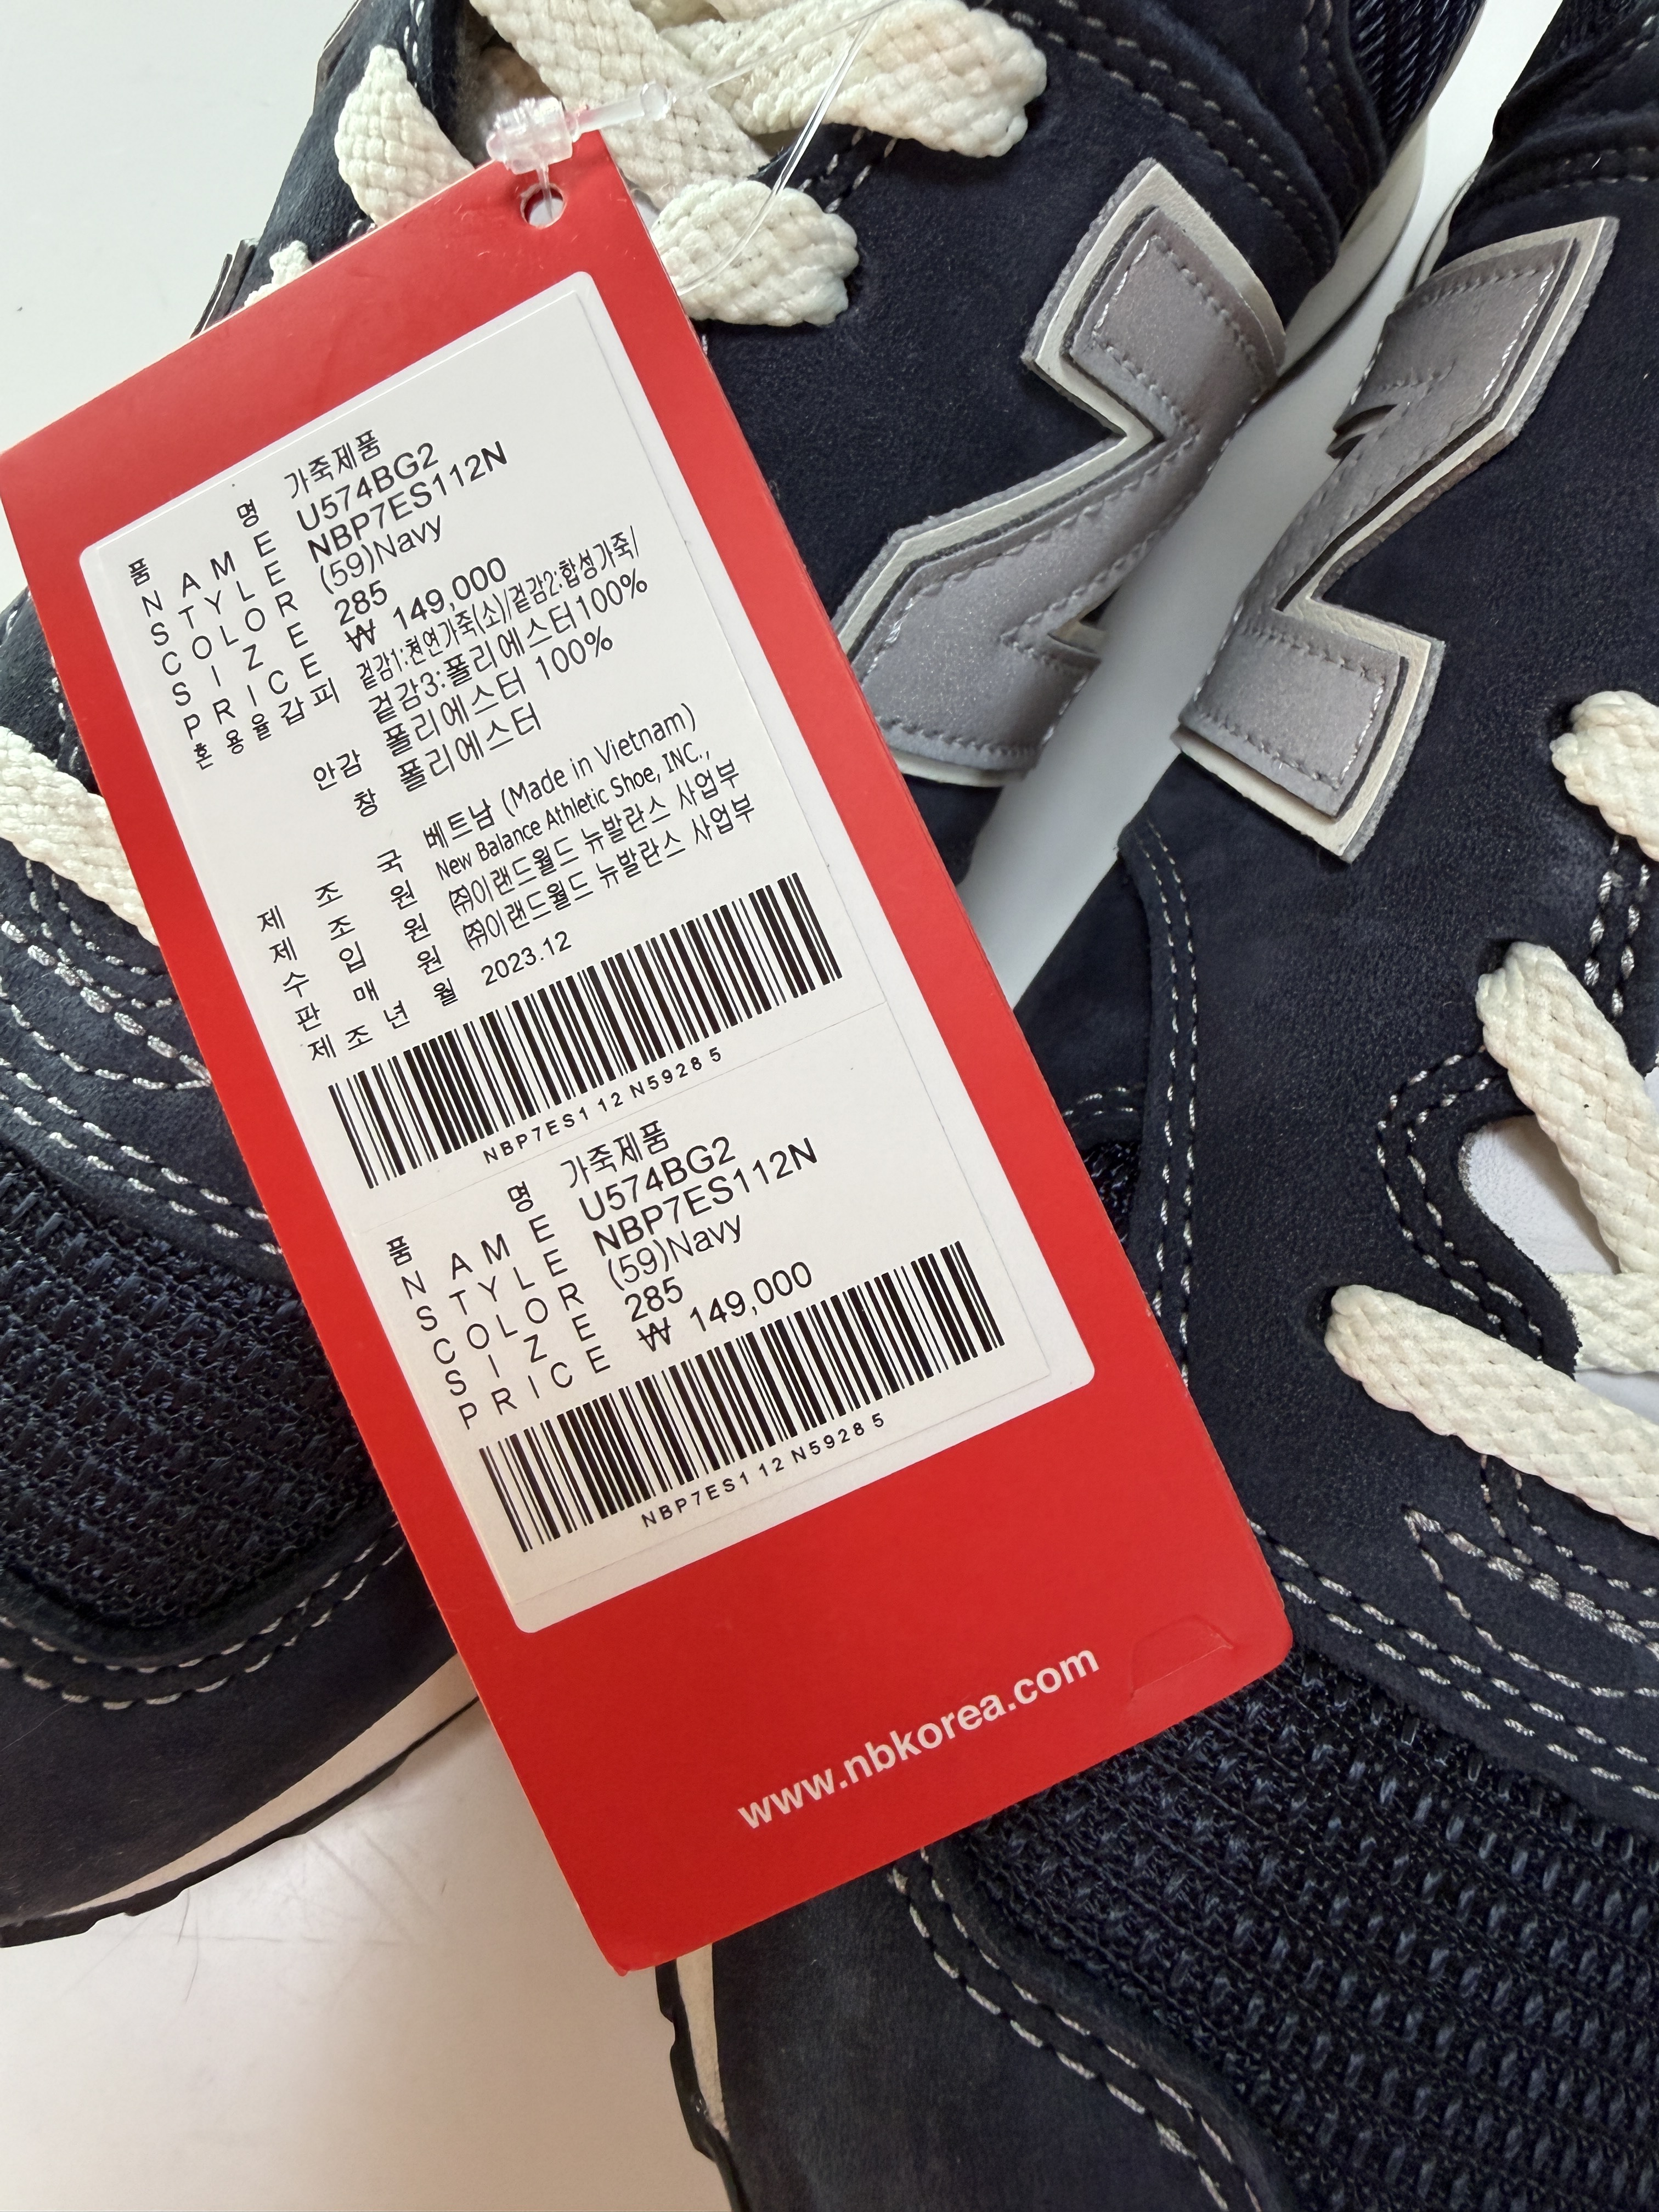 품 명 가죽제품
NAME U574BG2
STYLE NBP7ES112N
COLOR (59)Navy
SIZE 285
PRICE ₩ 149,000
혼용율 갑피 겉감1:천연가죽(소)/겉감2:합성가죽/
겉감3:폴리에스터100%
안감 폴리에스터 100%
창 폴리에스터
제조국 베트남 (Made in Vietnam)
제조원 New Balance Athletic Shoe, INC.,
수입원 ㈜이랜드월드 뉴발란스 사업부
판매원 ㈜이랜드월드 뉴발란스 사업부
제조년월 2023.12
NBP7ES112N59285
품 명 가죽제품
NAME U574BG2
STYLE NBP7ES112N
COLOR (59)Navy
SIZE 285
PRICE ₩ 149,000
NBP7ES112N59285
www.nbkorea.com